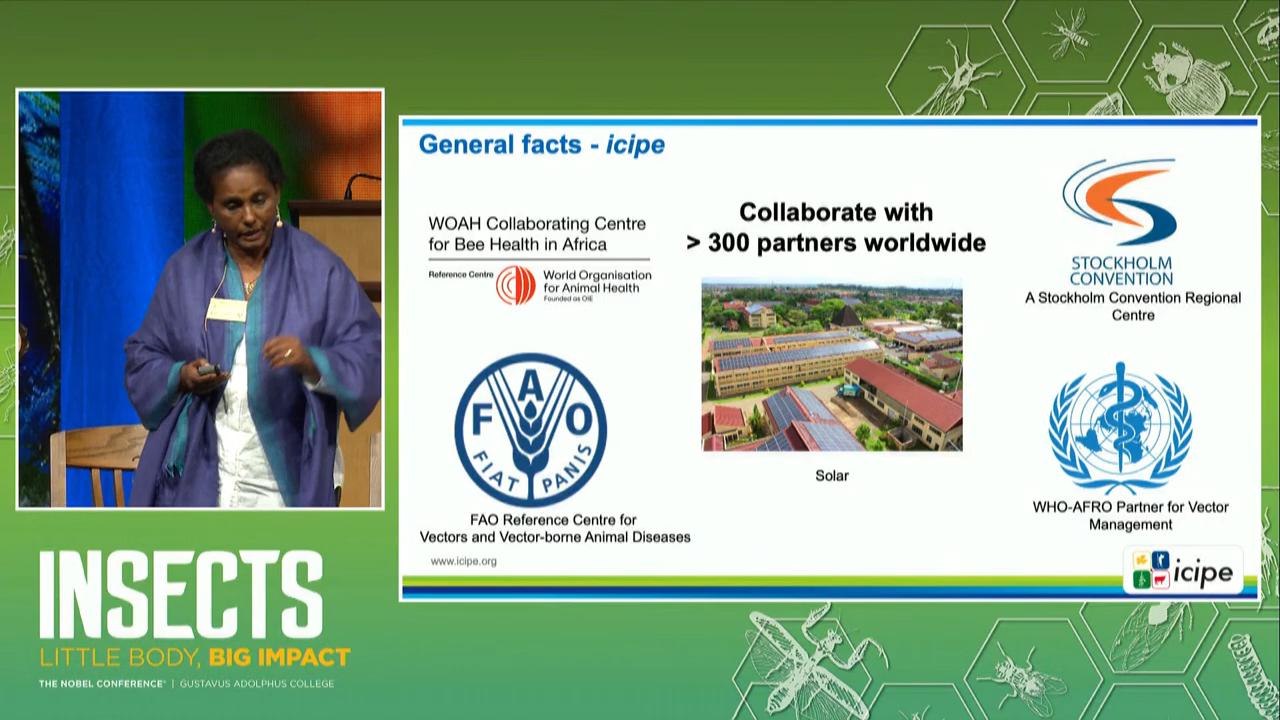 General facts - icipe
WOAH Collaborating Centre
for Bee Health in Africa
Reference Centre
World Organisation
for Animal Health
Founded as OIE
Collaborate with
> 300 partners worldwide
STOCKHOLM
CONVENTION
A Stockholm Convention Regional
Centre
FAO
FIAT PANIS
FAO Reference Centre for
Vectors and Vector-borne Animal Diseases
Solar
WHO-AFRO Partner for Vector
Management
www.icipe.org
icipe
INSECTS
LITTLE BODY, BIG IMPACT
THE NOBEL CONFERENCE® | GUSTAVUS ADOLPHUS COLLEGE